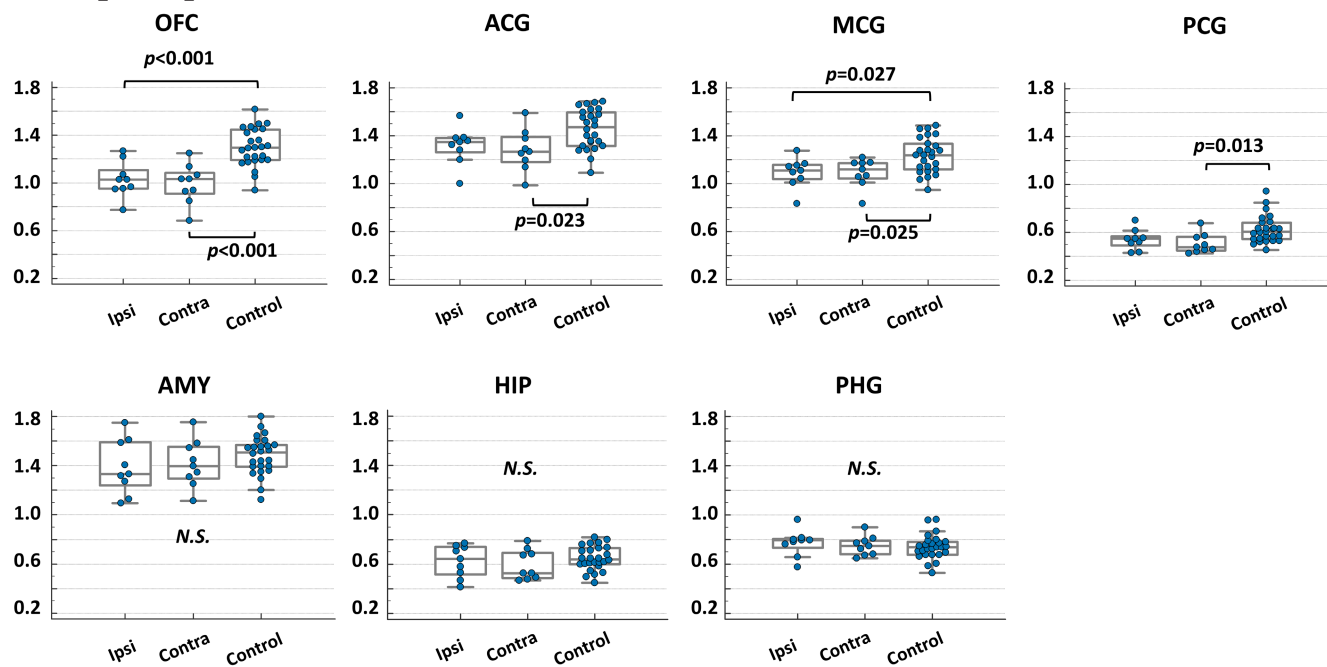 OFC ACG MCG PCG
p<0.001
p=0.027
1.8 1.8 1.8 1.8
1.4 1.4 1.4 1.4
p=0.013
1.0 1.0 1.0 1.0
0.6 0.6 0.6 0.6
p=0.023
p=0.025
p<0.001
0.2 0.2 0.2 0.2
Ipsi Contra Control Ipsi Contra Control Ipsi Contra Control Ipsi Contra Control
AMY HIP PHG
1.8 1.8 1.8
1.4 1.4 1.4
N.S. N.S.
1.0 1.0 1.0
N.S.
0.6 0.6 0.6
0.2 0.2 0.2
Ipsi Contra Control Ipsi Contra Control Ipsi Contra Control